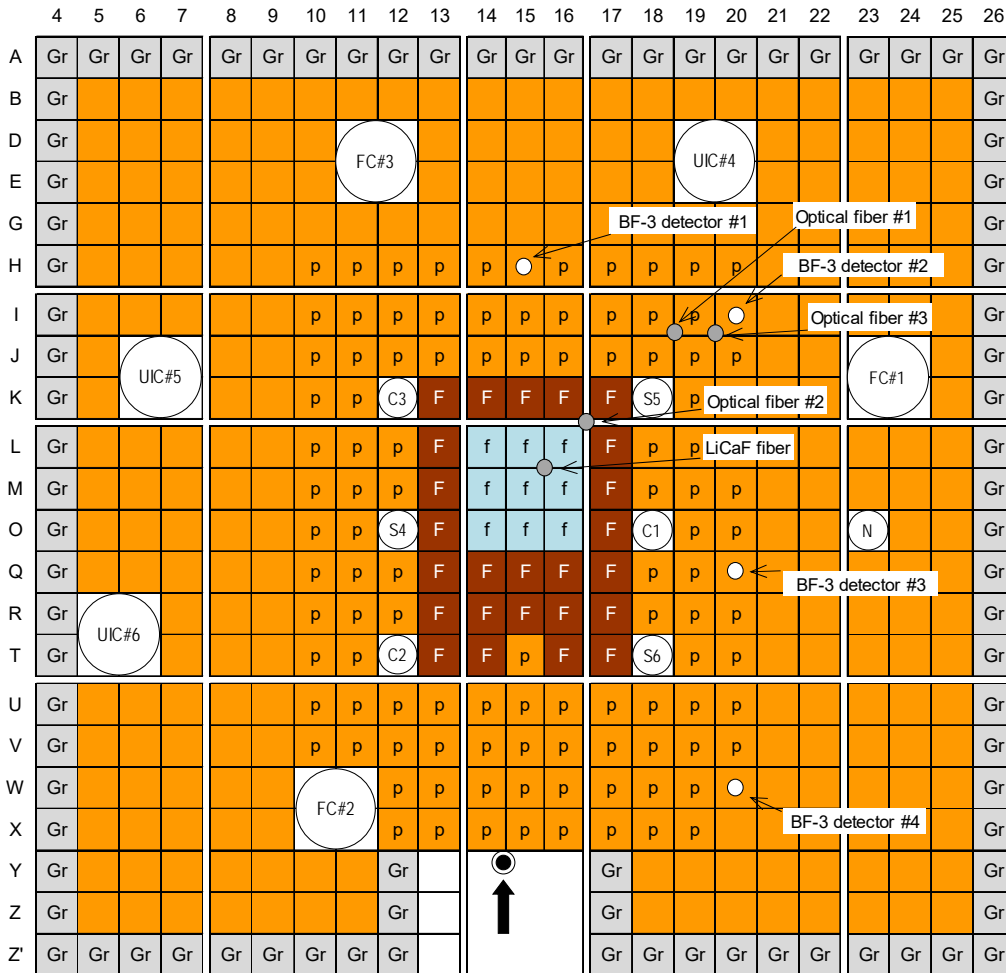 4 5 6 7 8 9 10 11 12 13 14 15 16 17 18 19 20 21 22 23 24 25 26
A Gr Gr Gr Gr Gr Gr Gr Gr Gr Gr Gr Gr Gr Gr Gr Gr Gr Gr Gr Gr Gr Gr Gr
B Gr Gr
D Gr Gr
FC#3 UIC#4
E Gr Gr
G Gr Gr
BF-3 detector #1
Optical fiber #1
H Gr p p p p p p p p p p Gr
BF-3 detector #2
I Gr p p p p p p p p p p Gr
Optical fiber #3
J Gr p p p p p p p p p p p Gr
UIC#5 FC#1
K Gr p p C3 F F F F F S5 p Gr
Optical fiber #2
L Gr p p p F f f f F p p Gr
LiCaF fiber
M Gr p p p F f f f F p p p Gr
O Gr p p S4 F f f f F C1 p p N Gr
Q Gr p p p F F F F F p p Gr
BF-3 detector #3
R Gr p p p F F F F F p p p Gr
UIC#6
T Gr p p C2 F F p F F S6 p p Gr
U Gr p p p p p p p p p p p Gr
V Gr p p p p p p p p p p p Gr
W Gr p p p p p p p p Gr
FC#2
BF-3 detector #4
X Gr p p p p p p p p Gr
Y Gr Gr Gr Gr
Z Gr Gr Gr Gr
Z' Gr Gr Gr Gr Gr Gr Gr Gr Gr Gr Gr Gr Gr Gr Gr Gr Gr Gr Gr